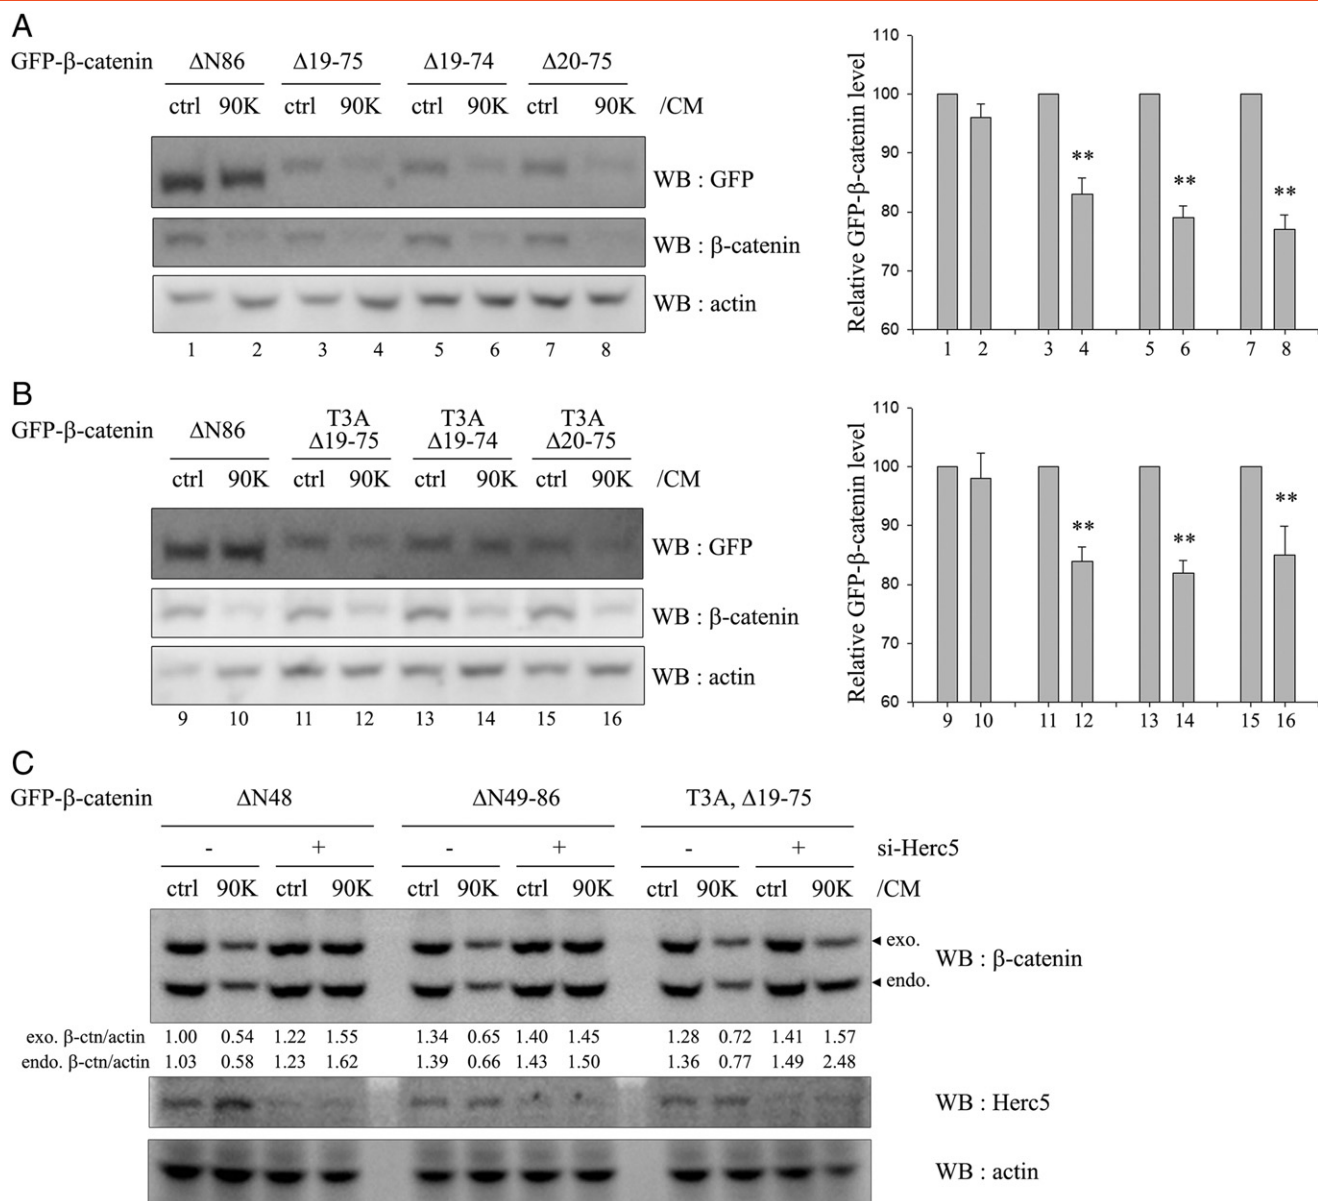 A
GFP-β-catenin ΔN86 Δ19-75 Δ19-74 Δ20-75
ctrl 90K ctrl 90K ctrl 90K ctrl 90K /CM
WB : GFP
WB : β-catenin
WB : actin
1 2 3 4 5 6 7 8
Relative GFP-β-catenin level
110
100
90
80
70
60
** ** **
1 2 3 4 5 6 7 8
B
GFP-β-catenin ΔN86 T3A Δ19-75 T3A Δ19-74 T3A Δ20-75
ctrl 90K ctrl 90K ctrl 90K ctrl 90K /CM
WB : GFP
WB : β-catenin
WB : actin
9 10 11 12 13 14 15 16
Relative GFP-β-catenin level
110
100
90
80
70
60
** ** **
9 10 11 12 13 14 15 16
C
GFP-β-catenin ΔN48 ΔN49-86 T3A, Δ19-75
- + - + - + si-Herc5
ctrl 90K ctrl 90K ctrl 90K ctrl 90K ctrl 90K ctrl 90K /CM
◂ exo.
WB : β-catenin
◂ endo.
exo. β-ctn/actin 1.00 0.54 1.22 1.55 1.34 0.65 1.40 1.45 1.28 0.72 1.41 1.57
endo. β-ctn/actin 1.03 0.58 1.23 1.62 1.39 0.66 1.43 1.50 1.36 0.77 1.49 2.48
WB : Herc5
WB : actin